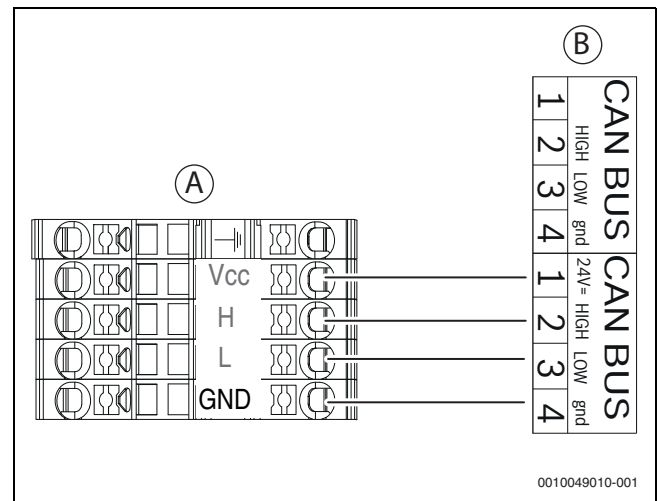 B
A
Vcc
H
L
GND
CAN BUS
1
2 HIGH
3 LOW
4 gnd
CAN BUS
1 24V=
2 HIGH
3 LOW
4 gnd
0010049010-001